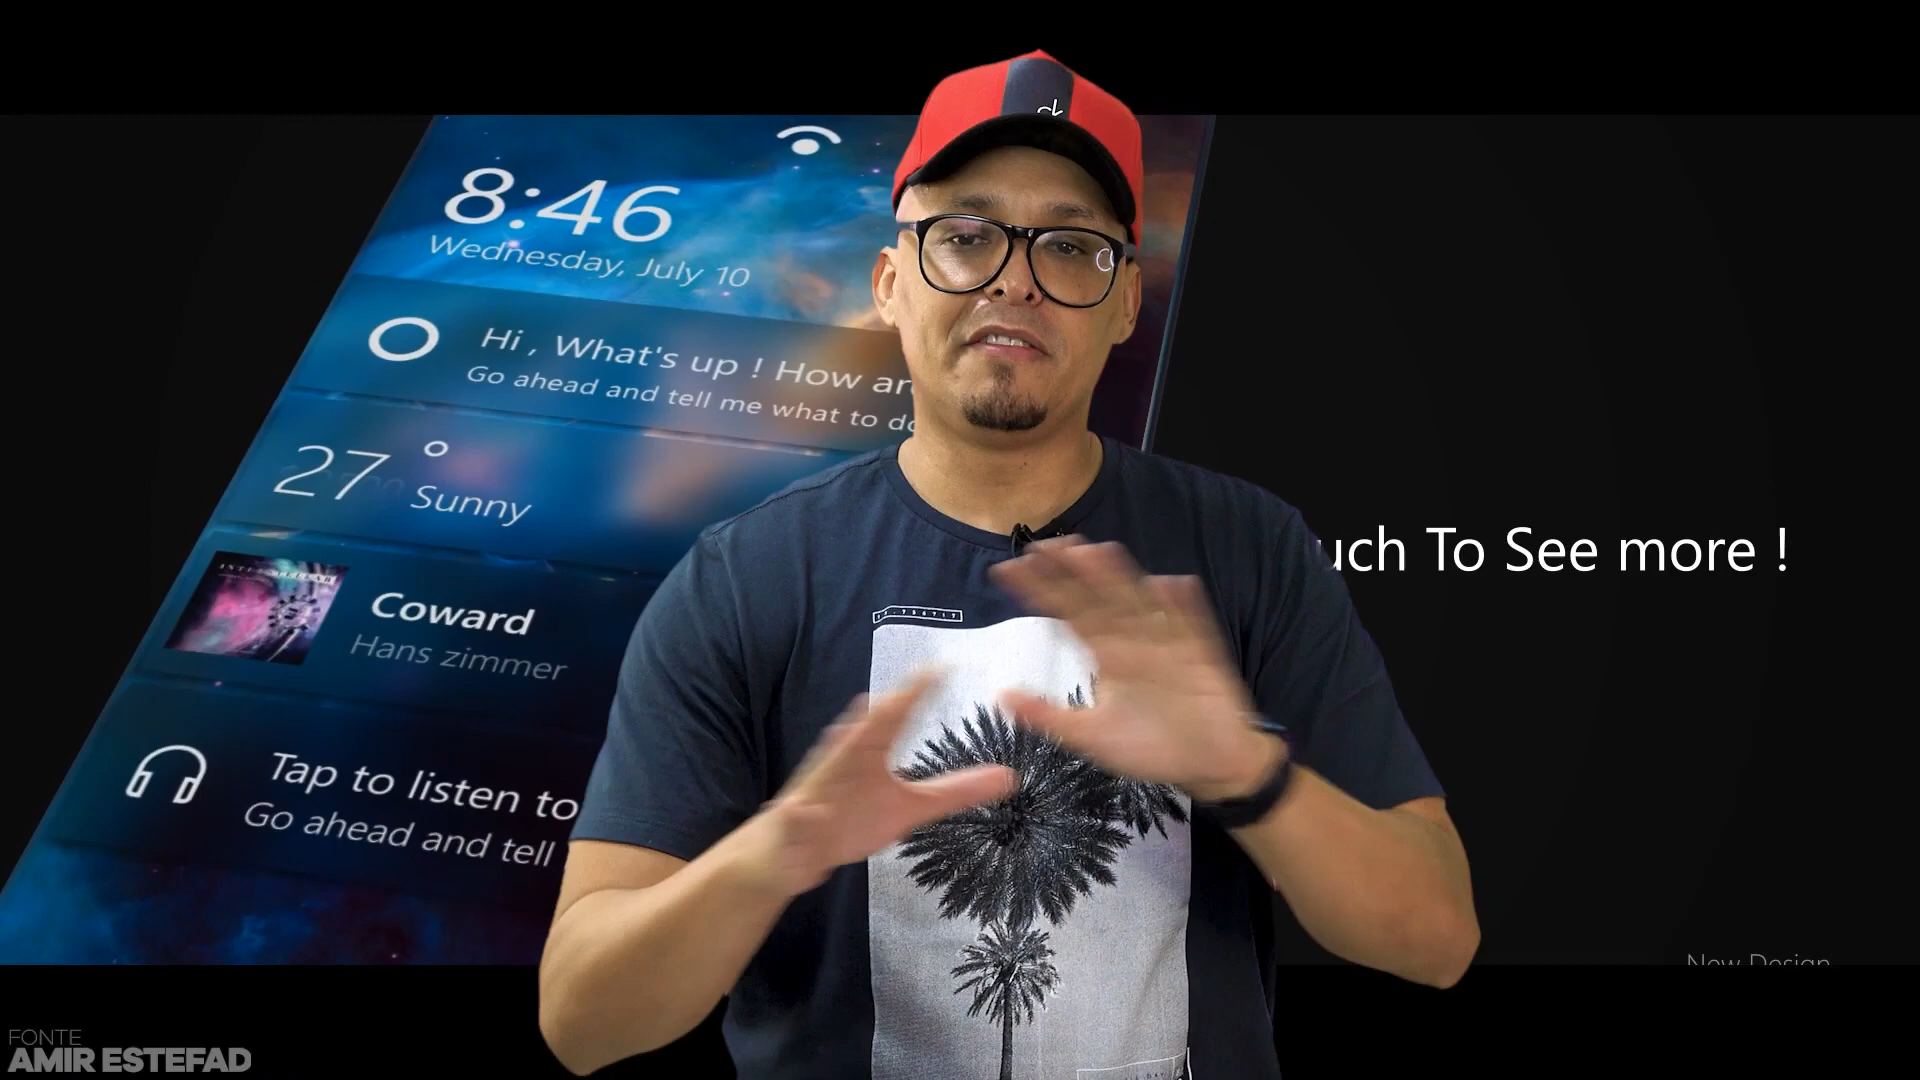 8:46
Wednesday, July 10
Hi , What's up ! How ar
Go ahead and tell me what to do
27°
Sunny
INTERSTELLAR
Coward
Hans zimmer
Tap to listen to
Go ahead and tell
uch To See more !
New Design
ck
FONTE
AMIR ESTEFAD